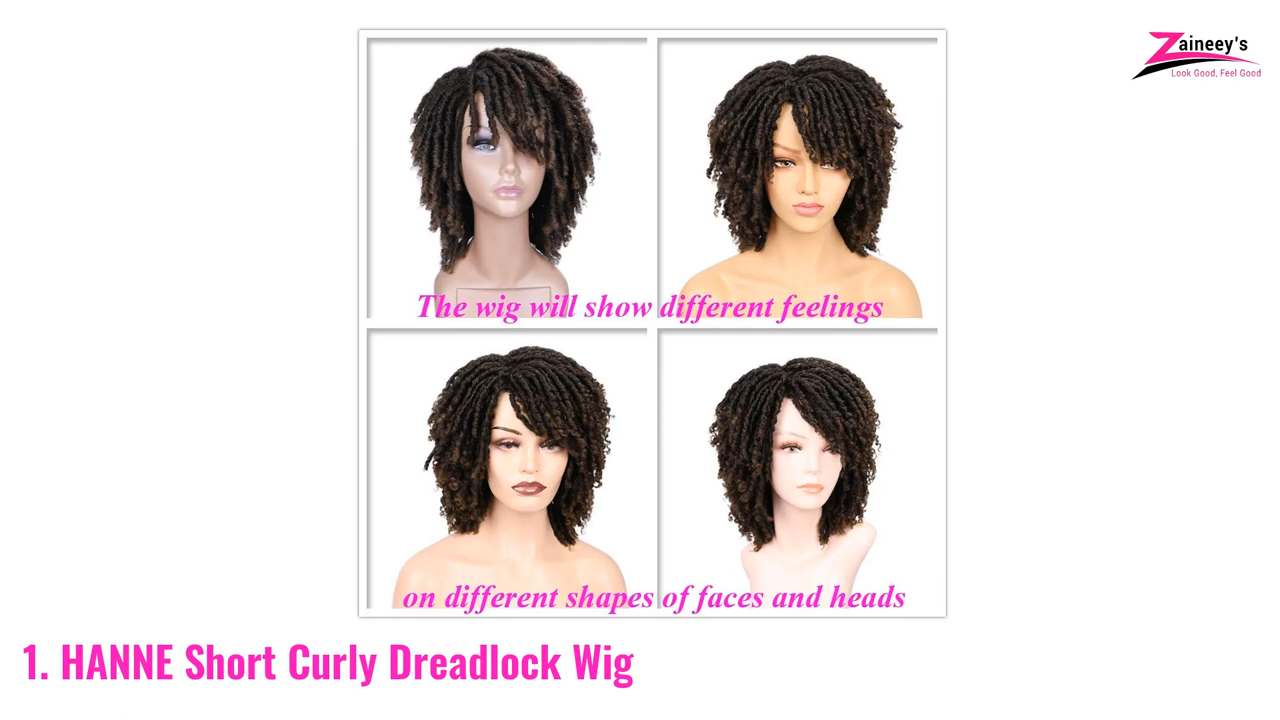 Zaineey's
Look Good, Feel Good
The wig will show different feelings
on different shapes of faces and heads
1. HANNE Short Curly Dreadlock Wig